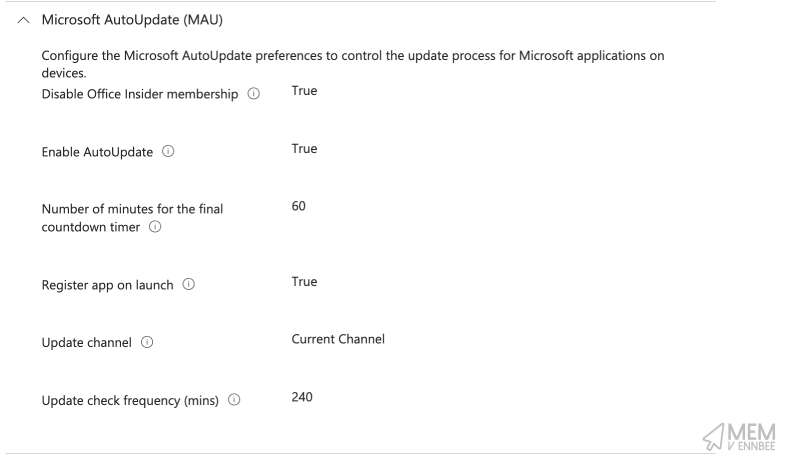 Microsoft AutoUpdate (MAU)
Configure the Microsoft AutoUpdate preferences to control the update process for Microsoft applications on
devices.
Disable Office Insider membership True
Enable AutoUpdate True
Number of minutes for the final 60
countdown timer
Register app on launch True
Update channel Current Channel
Update check frequency (mins) 240
MEM
V ENNBEE